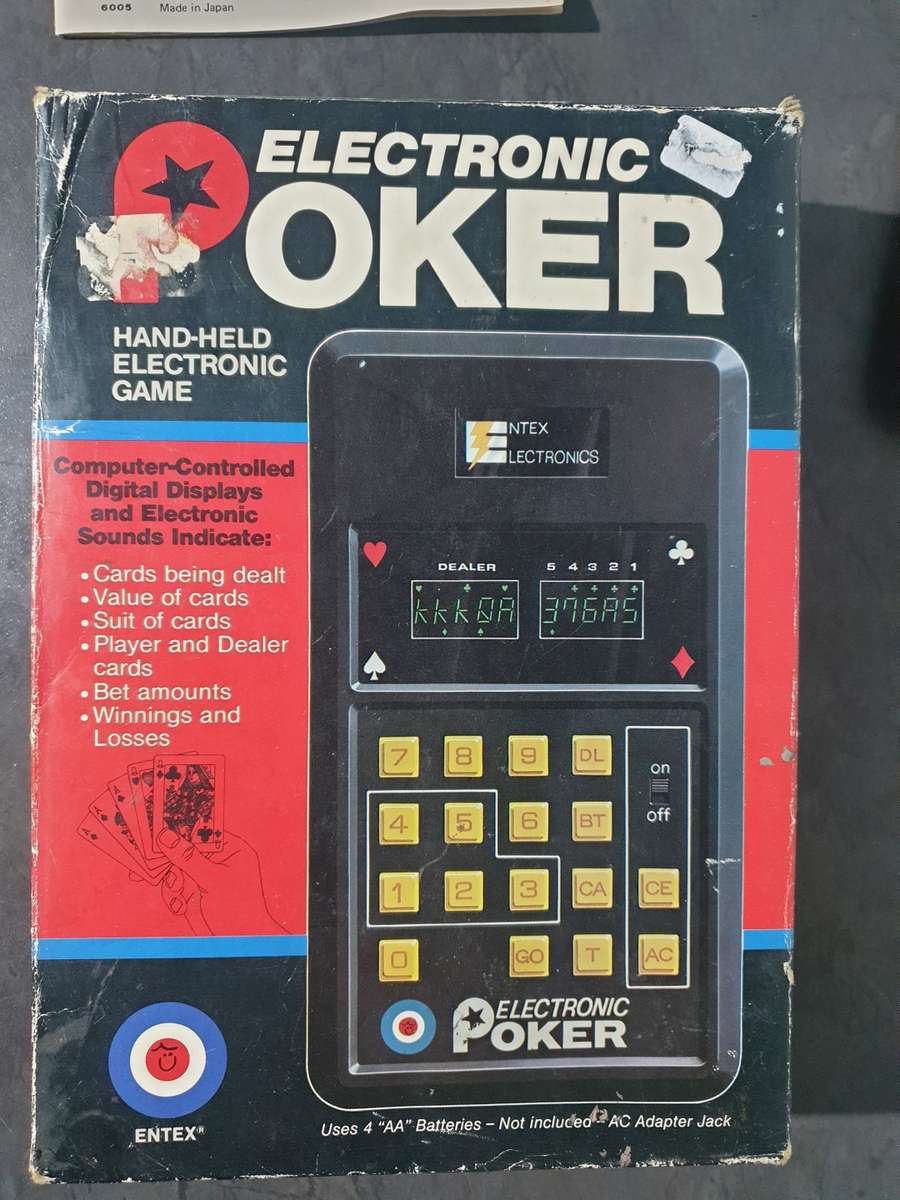 6005 Made in Japan
ELECTRONIC
POKER
HAND-HELD
ELECTRONIC
GAME
ENTEX
ELECTRONICS
Computer-Controlled
Digital Displays
and Electronic
Sounds Indicate:
• Cards being dealt
• Value of cards
• Suit of cards
• Player and Dealer
cards
• Bet amounts
• Winnings and
Losses
DEALER 5 4 3 2 1
KKKQA 376A5
7 8 9 DL
on
4 5 6 BT
off
1 2 3 CA CE
0 GO T AC
ELECTRONIC
POKER
ENTEX®
Uses 4 "AA" Batteries – Not included – AC Adapter Jack